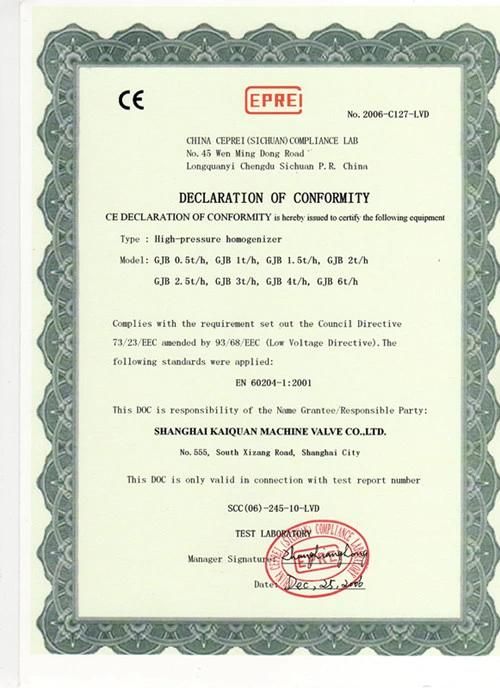 CE
CEPREI
No. 2006-C127-LVD
CHINA CEPREI(SICHUAN)COMPLIANCE LAB
No. 45 Wen Ming Dong Road
Longquanyi Chengdu Sichuan P.R. China
DECLARATION OF CONFORMITY
CE DECLARATION OF CONFORMITY is hereby issued to certify the following equipment
Type : High-pressure homogenizer
Model: GJB 0.5t/h, GJB 1t/h, GJB 1.5t/h, GJB 2t/h
GJB 2.5t/h, GJB 3t/h, GJB 4t/h, GJB 6t/h
Complies with the requirement set out the Council Directive
73/23/EEC amended by 93/68/EEC (Low Voltage Directive).The
following standards were applied:
EN 60204-1:2001
This DOC is responsibility of the Name Grantee/Responsible Party:
SHANGHAI KAIQUAN MACHINE VALVE CO.,LTD.
No.555, South Xizang Road, Shanghai City
This DOC is only valid in connection with test report number
SCC(06)-245-10-LVD
TEST LABORATORY
Manager Signature:
Date: Dec, 25, 2006